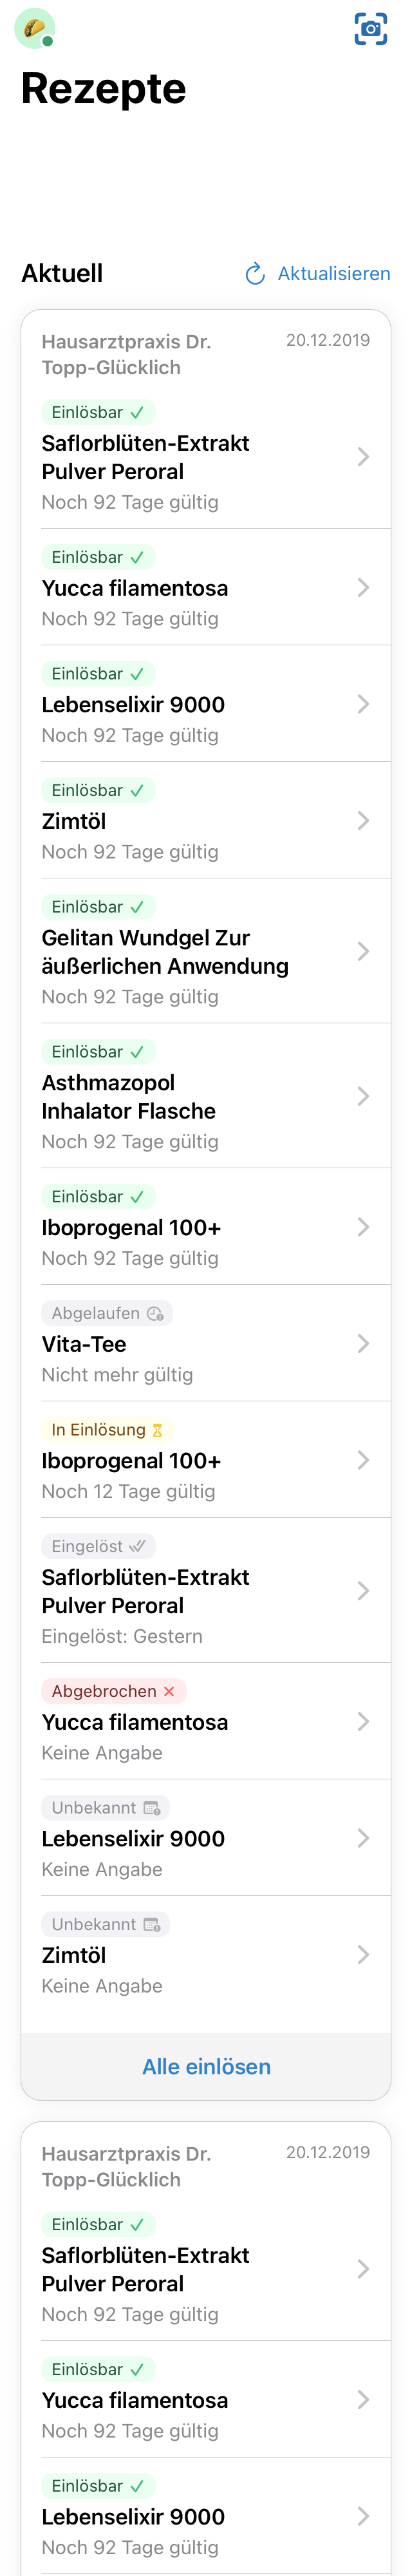 Rezepte
Aktuell
Aktualisieren
Hausarztpraxis Dr.
Topp-Glücklich
20.12.2019
Einlösbar
Saflorblüten-Extrakt
Pulver Peroral
Noch 92 Tage gültig
Einlösbar
Yucca filamentosa
Noch 92 Tage gültig
Einlösbar
Lebenselixir 9000
Noch 92 Tage gültig
Einlösbar
Zimtöl
Noch 92 Tage gültig
Einlösbar
Gelitan Wundgel Zur
äußerlichen Anwendung
Noch 92 Tage gültig
Einlösbar
Asthmazopol
Inhalator Flasche
Noch 92 Tage gültig
Einlösbar
Iboprogenal 100+
Noch 92 Tage gültig
Abgelaufen
Vita-Tee
Nicht mehr gültig
In Einlösung
Iboprogenal 100+
Noch 12 Tage gültig
Eingelöst
Saflorblüten-Extrakt
Pulver Peroral
Eingelöst: Gestern
Abgebrochen
Yucca filamentosa
Keine Angabe
Unbekannt
Lebenselixir 9000
Keine Angabe
Unbekannt
Zimtöl
Keine Angabe
Alle einlösen
Hausarztpraxis Dr.
Topp-Glücklich
20.12.2019
Einlösbar
Saflorblüten-Extrakt
Pulver Peroral
Noch 92 Tage gültig
Einlösbar
Yucca filamentosa
Noch 92 Tage gültig
Einlösbar
Lebenselixir 9000
Noch 92 Tage gültig